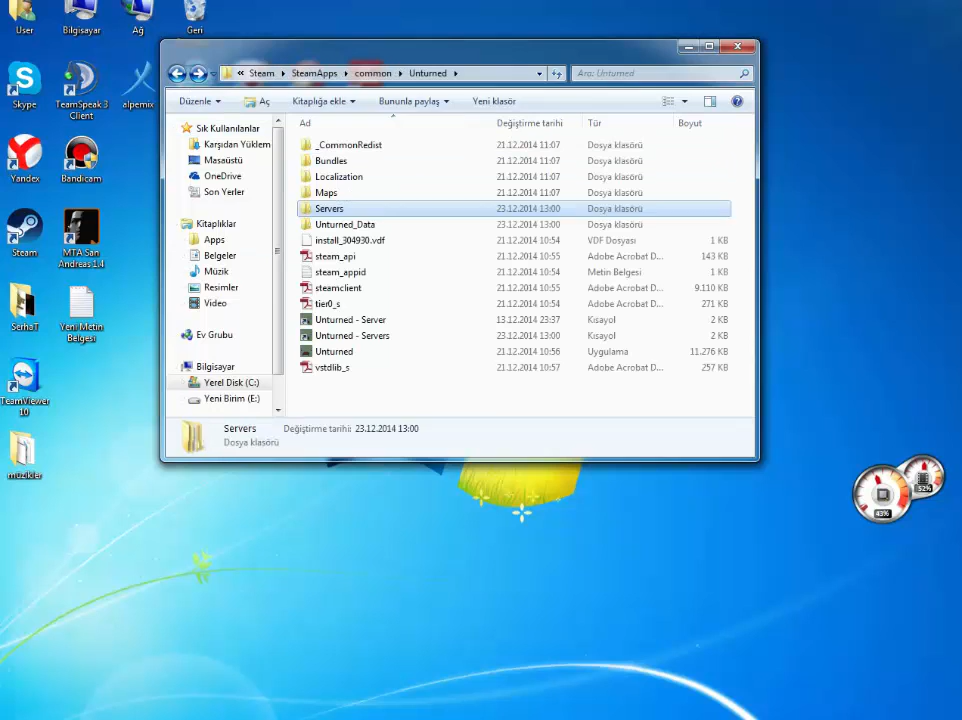 User
Bilgisayar
Ağ
Geri
Skype
TeamSpeak 3
Client
alpemix
Yandex
Bandicam
Steam
MTA San
Andreas 1.4
SerhaT
Yeni Metin
Belgesi
TeamViewer
10
müzikler
« Steam SteamApps common Unturned
Ara: Unturned
Düzenle
Aç
Kitaplığa ekle
Bununla paylaş
Yeni klasör
Sık Kullanılanlar
Karşıdan Yüklem
Masaüstü
OneDrive
Son Yerler
Kitaplıklar
Apps
Belgeler
Müzik
Resimler
Video
Ev Grubu
Bilgisayar
Yerel Disk (C:)
Yeni Birim (E:)
Ad Değiştirme tarihi Tür Boyut
_CommonRedist 21.12.2014 11:07 Dosya klasörü
Bundles 21.12.2014 11:07 Dosya klasörü
Localization 21.12.2014 11:07 Dosya klasörü
Maps 21.12.2014 11:07 Dosya klasörü
Servers 23.12.2014 13:00 Dosya klasörü
Unturned_Data 23.12.2014 13:00 Dosya klasörü
install_304930.vdf 21.12.2014 10:54 VDF Dosyası 1 KB
steam_api 21.12.2014 10:55 Adobe Acrobat D... 143 KB
steam_appid 21.12.2014 10:54 Metin Belgesi 1 KB
steamclient 21.12.2014 10:55 Adobe Acrobat D... 9.110 KB
tier0_s 21.12.2014 10:54 Adobe Acrobat D... 271 KB
Unturned - Server 13.12.2014 23:37 Kısayol 2 KB
Unturned - Servers 23.12.2014 13:00 Kısayol 2 KB
Unturned 21.12.2014 10:56 Uygulama 11.276 KB
vstdlib_s 21.12.2014 10:57 Adobe Acrobat D... 257 KB
Servers Değiştirme tarihi: 23.12.2014 13:00
Dosya klasörü
52%
43%